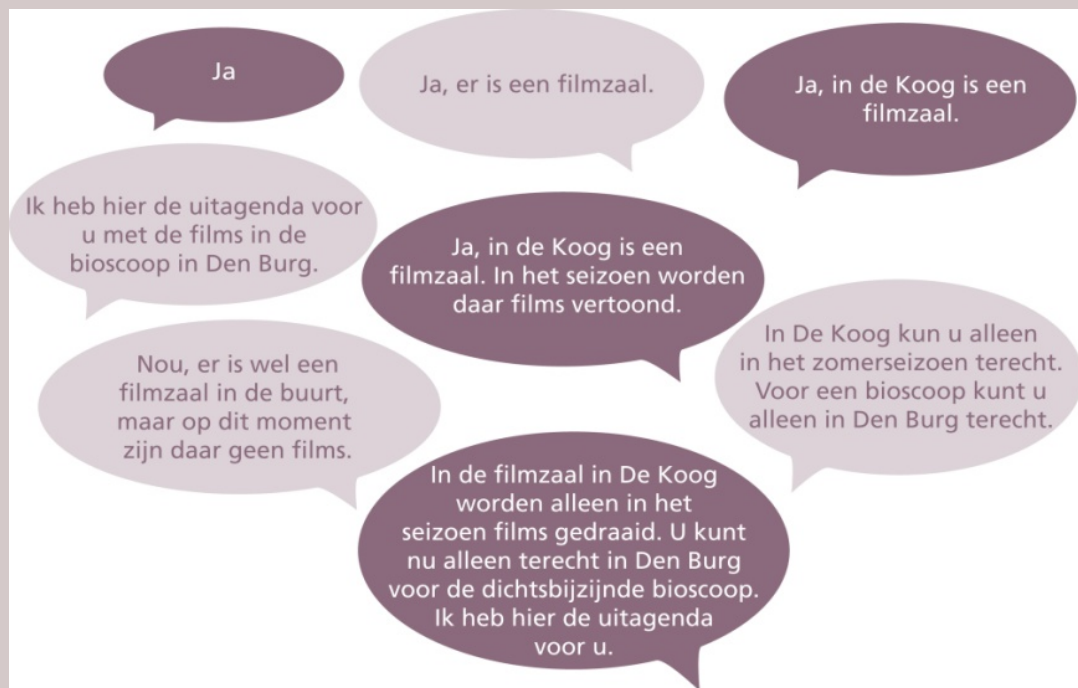 Ja
Ja, er is een filmzaal.
Ja, in de Koog is een
filmzaal.
Ik heb hier de uitagenda voor
u met de films in de
bioscoop in Den Burg.
Ja, in de Koog is een
filmzaal. In het seizoen worden
daar films vertoond.
Nou, er is wel een
filmzaal in de buurt,
maar op dit moment
zijn daar geen films.
In De Koog kun u alleen
in het zomerseizoen terecht.
Voor een bioscoop kunt u
alleen in Den Burg terecht.
In de filmzaal in De Koog
worden alleen in het
seizoen films gedraaid. U kunt
nu alleen terecht in Den Burg
voor de dichtsbijzijnde bioscoop.
Ik heb hier de uitagenda
voor u.